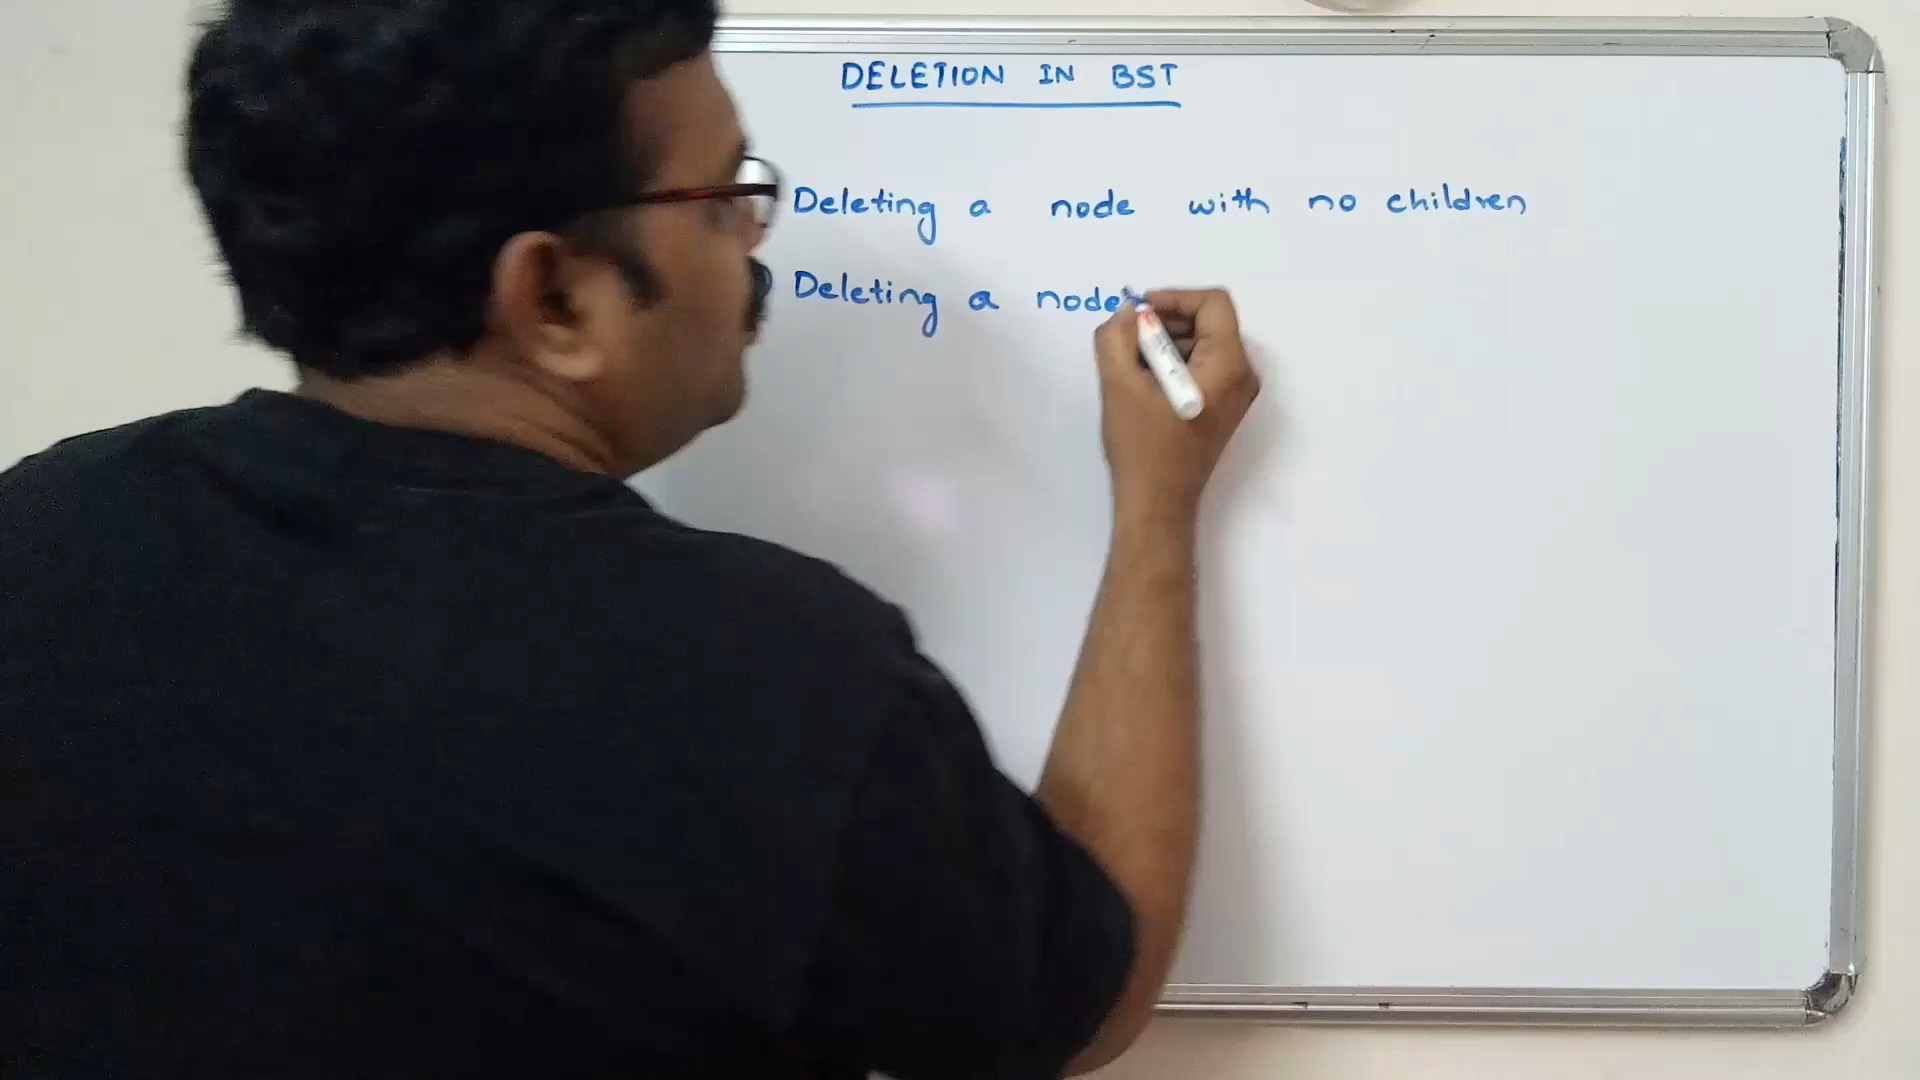 DELETION IN BST
Deleting a node with no children
Deleting a node